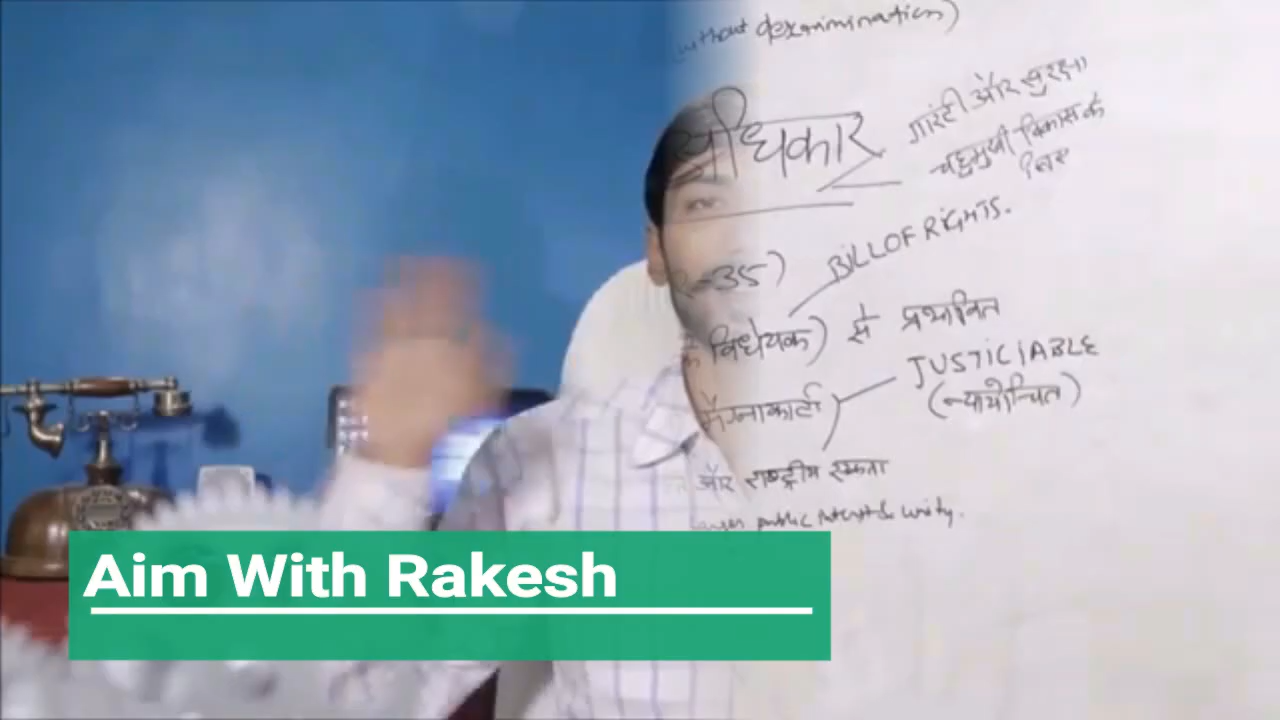 (without descrimination)
अधिकार
गारंटी और सुरक्षा
चहुमुखी विकास के
लिए
-35)
BILL OF RIGHTS.
विधेयक) से प्रभावित
मैग्नाकार्टा)
JUSTICIABLE
(न्यायोचित)
और राष्ट्रीय एकता
public interest & unity.
Aim With Rakesh